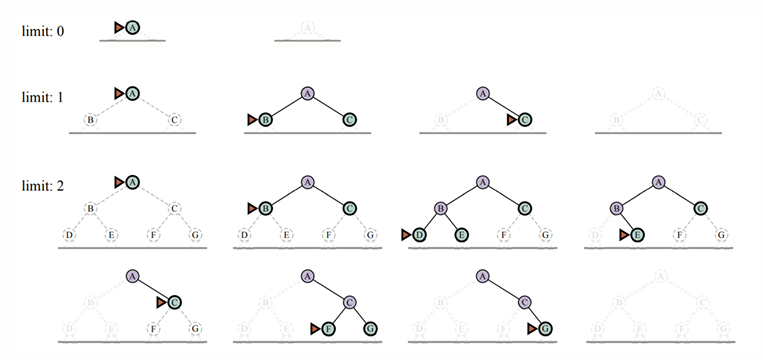 limit: 0 A A
limit: 1 A A A A
B C B C B C B C
limit: 2 A A A A
B C B C B C B C
D E F G D E F G D E F G D E F G
A A A A
B C B C B C B C
D E F G D E F G D E F G D E F G